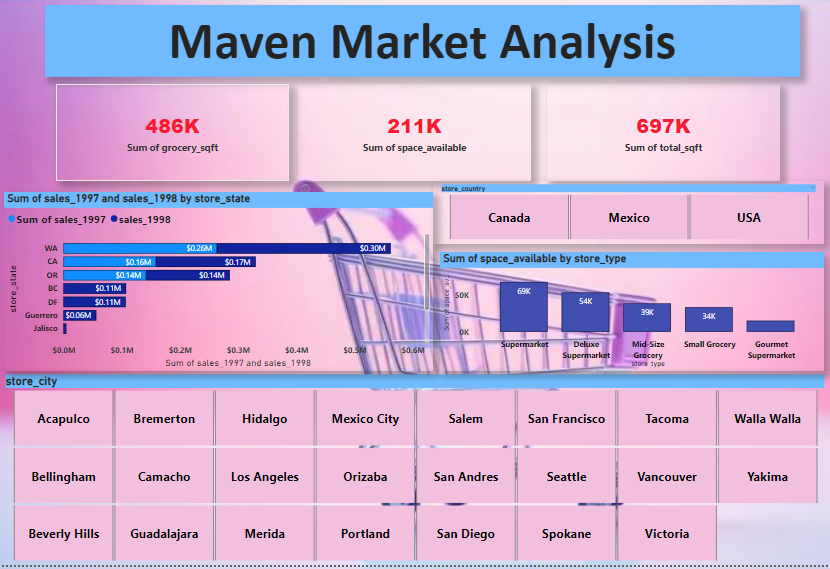 Maven Market Analysis
486K
Sum of grocery_sqft
211K
Sum of space_available
697K
Sum of total_sqft
Sum of sales_1997 and sales_1998 by store_state
Sum of sales_1997 sales_1998
store_state
WA $0.26M $0.30M
CA $0.16M $0.17M
OR $0.14M $0.14M
BC $0.11M
DF $0.11M
Guerrero $0.06M
Jalisco
$0.0M $0.1M $0.2M $0.3M $0.4M $0.5M $0.6M
Sum of sales_1997 and sales_1998
store_country
Canada Mexico USA
Sum of space_available by store_type
Sum of space_av...
50K
0K
69K 54K 39K 34K
Supermarket Deluxe Mid-Size Small Grocery Gourmet
Supermarket Grocery Supermarket
store_type
store_city
Acapulco Bremerton Hidalgo Mexico City Salem San Francisco Tacoma Walla Walla
Bellingham Camacho Los Angeles Orizaba San Andres Seattle Vancouver Yakima
Beverly Hills Guadalajara Merida Portland San Diego Spokane Victoria